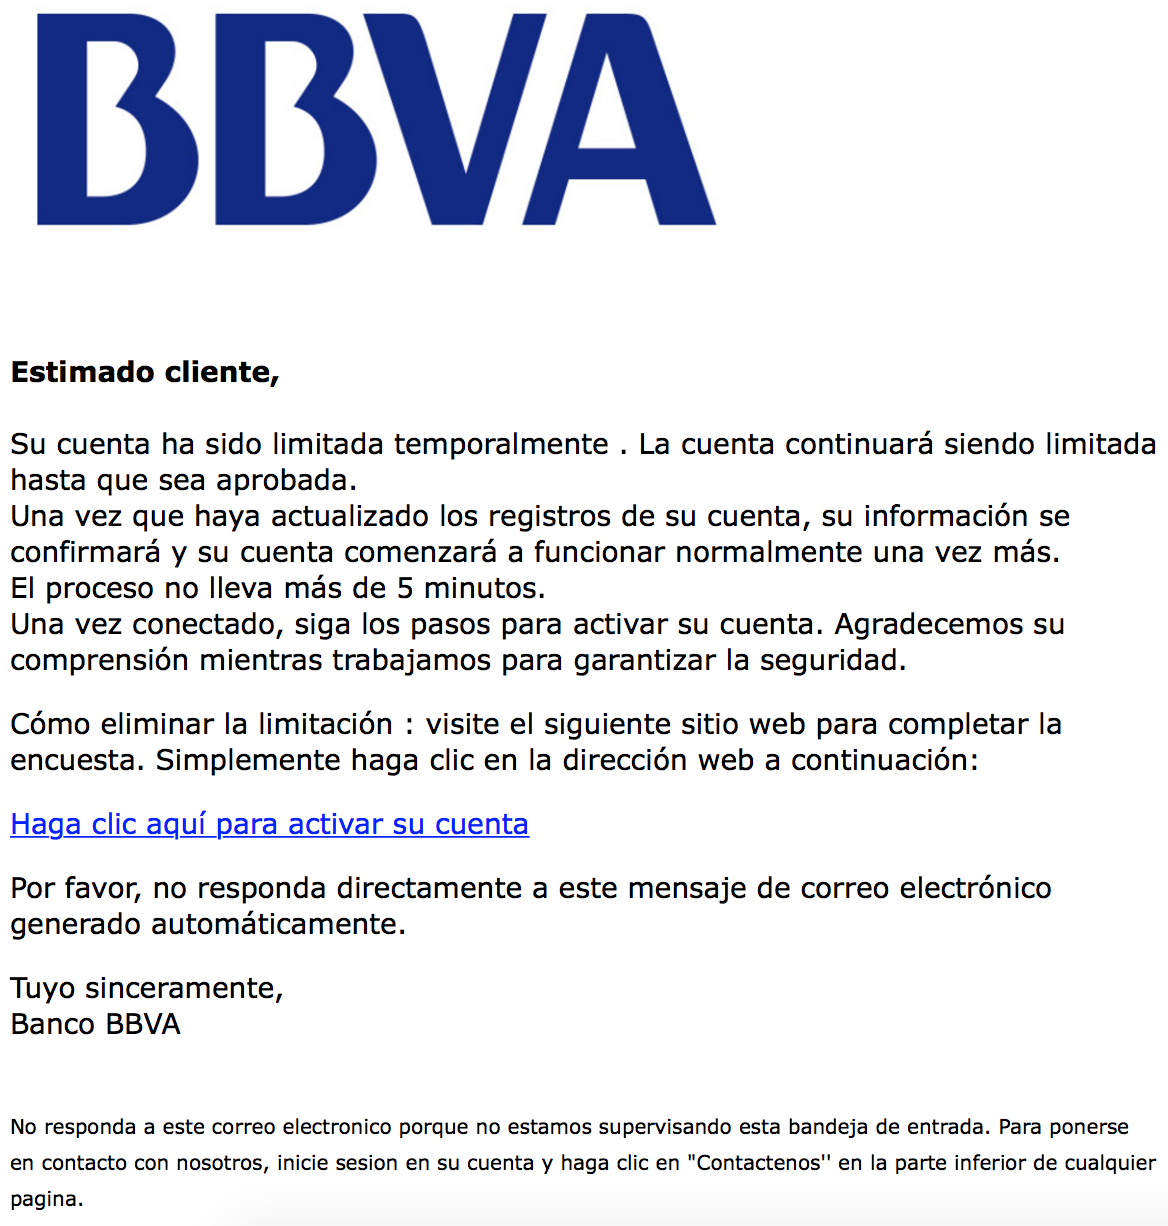 BBVA
Estimado cliente,
Su cuenta ha sido limitada temporalmente . La cuenta continuará siendo limitada
hasta que sea aprobada.
Una vez que haya actualizado los registros de su cuenta, su información se
confirmará y su cuenta comenzará a funcionar normalmente una vez más.
El proceso no lleva más de 5 minutos.
Una vez conectado, siga los pasos para activar su cuenta. Agradecemos su
comprensión mientras trabajamos para garantizar la seguridad.
Cómo eliminar la limitación : visite el siguiente sitio web para completar la
encuesta. Simplemente haga clic en la dirección web a continuación:
Haga clic aquí para activar su cuenta
Por favor, no responda directamente a este mensaje de correo electrónico
generado automáticamente.
Tuyo sinceramente,
Banco BBVA
No responda a este correo electronico porque no estamos supervisando esta bandeja de entrada. Para ponerse
en contacto con nosotros, inicie sesion en su cuenta y haga clic en "Contactenos'' en la parte inferior de cualquier
pagina.